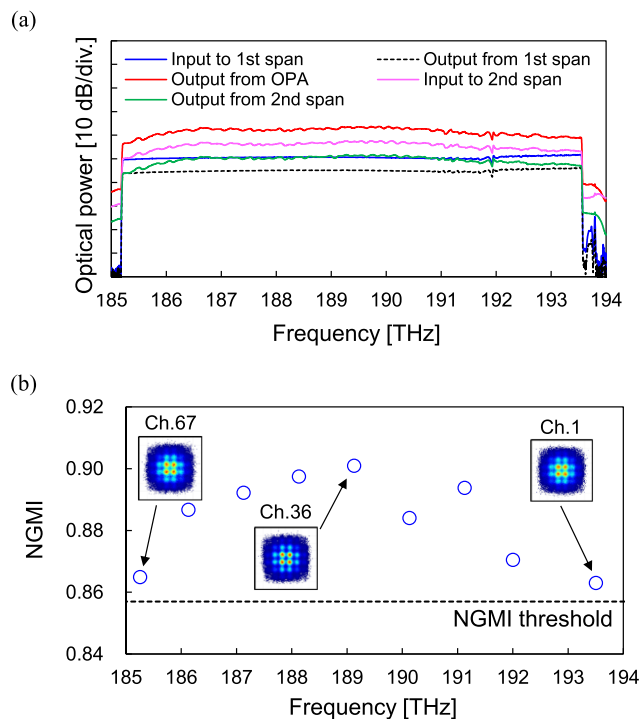 (a)
Optical power [10 dB/div.]
Input to 1st span
Output from 1st span
Output from OPA
Input to 2nd span
Output from 2nd span
185 186 187 188 189 190 191 192 193 194
Frequency [THz]
(b)
NGMI
0.92
0.90
0.88
0.86
0.84
Ch.67
Ch.36
Ch.1
NGMI threshold
185 186 187 188 189 190 191 192 193 194
Frequency [THz]